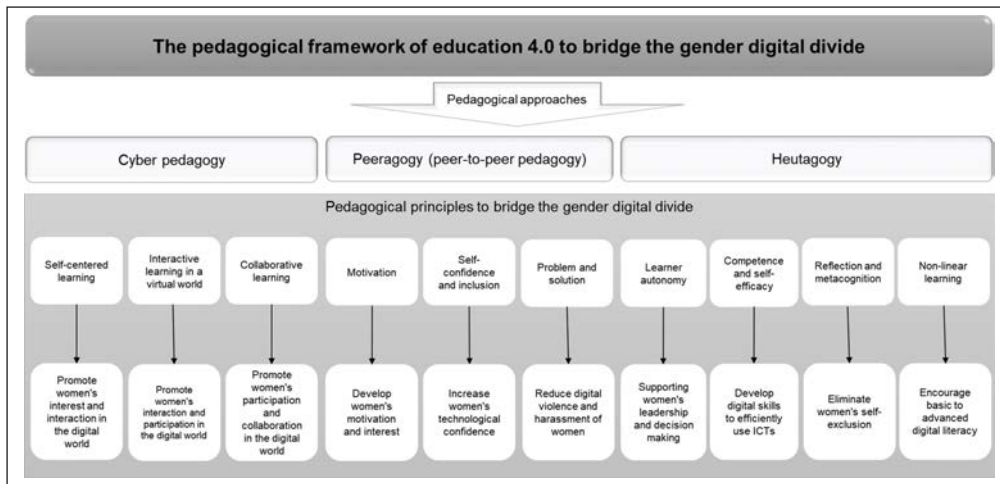 The pedagogical framework of education 4.0 to bridge the gender digital divide
Pedagogical approaches
Cyber pedagogy
Peeragogy (peer-to-peer pedagogy)
Heutagogy
Pedagogical principles to bridge the gender digital divide
Self-centered
learning
Interactive
learning in a
virtual world
Collaborative
learning
Motivation
Self-
confidence
and inclusion
Problem and
solution
Learner
autonomy
Competence
and self-
efficacy
Reflection and
metacognition
Non-linear
learning
Promote
women's
interest and
interaction in
the digital
world
Promote
women's
interaction and
participation in
the digital world
Promote
women's
participation
and
collaboration
in the digital
world
Develop
women's
motivation
and interest
Increase
women's
technological
confidence
Reduce digital
violence and
harassment of
women
Supporting
women's
leadership
and decision
making
Develop
digital skills
to efficiently
use ICTs
Eliminate
women's self-
exclusion
Encourage
basic to
advanced
digital literacy